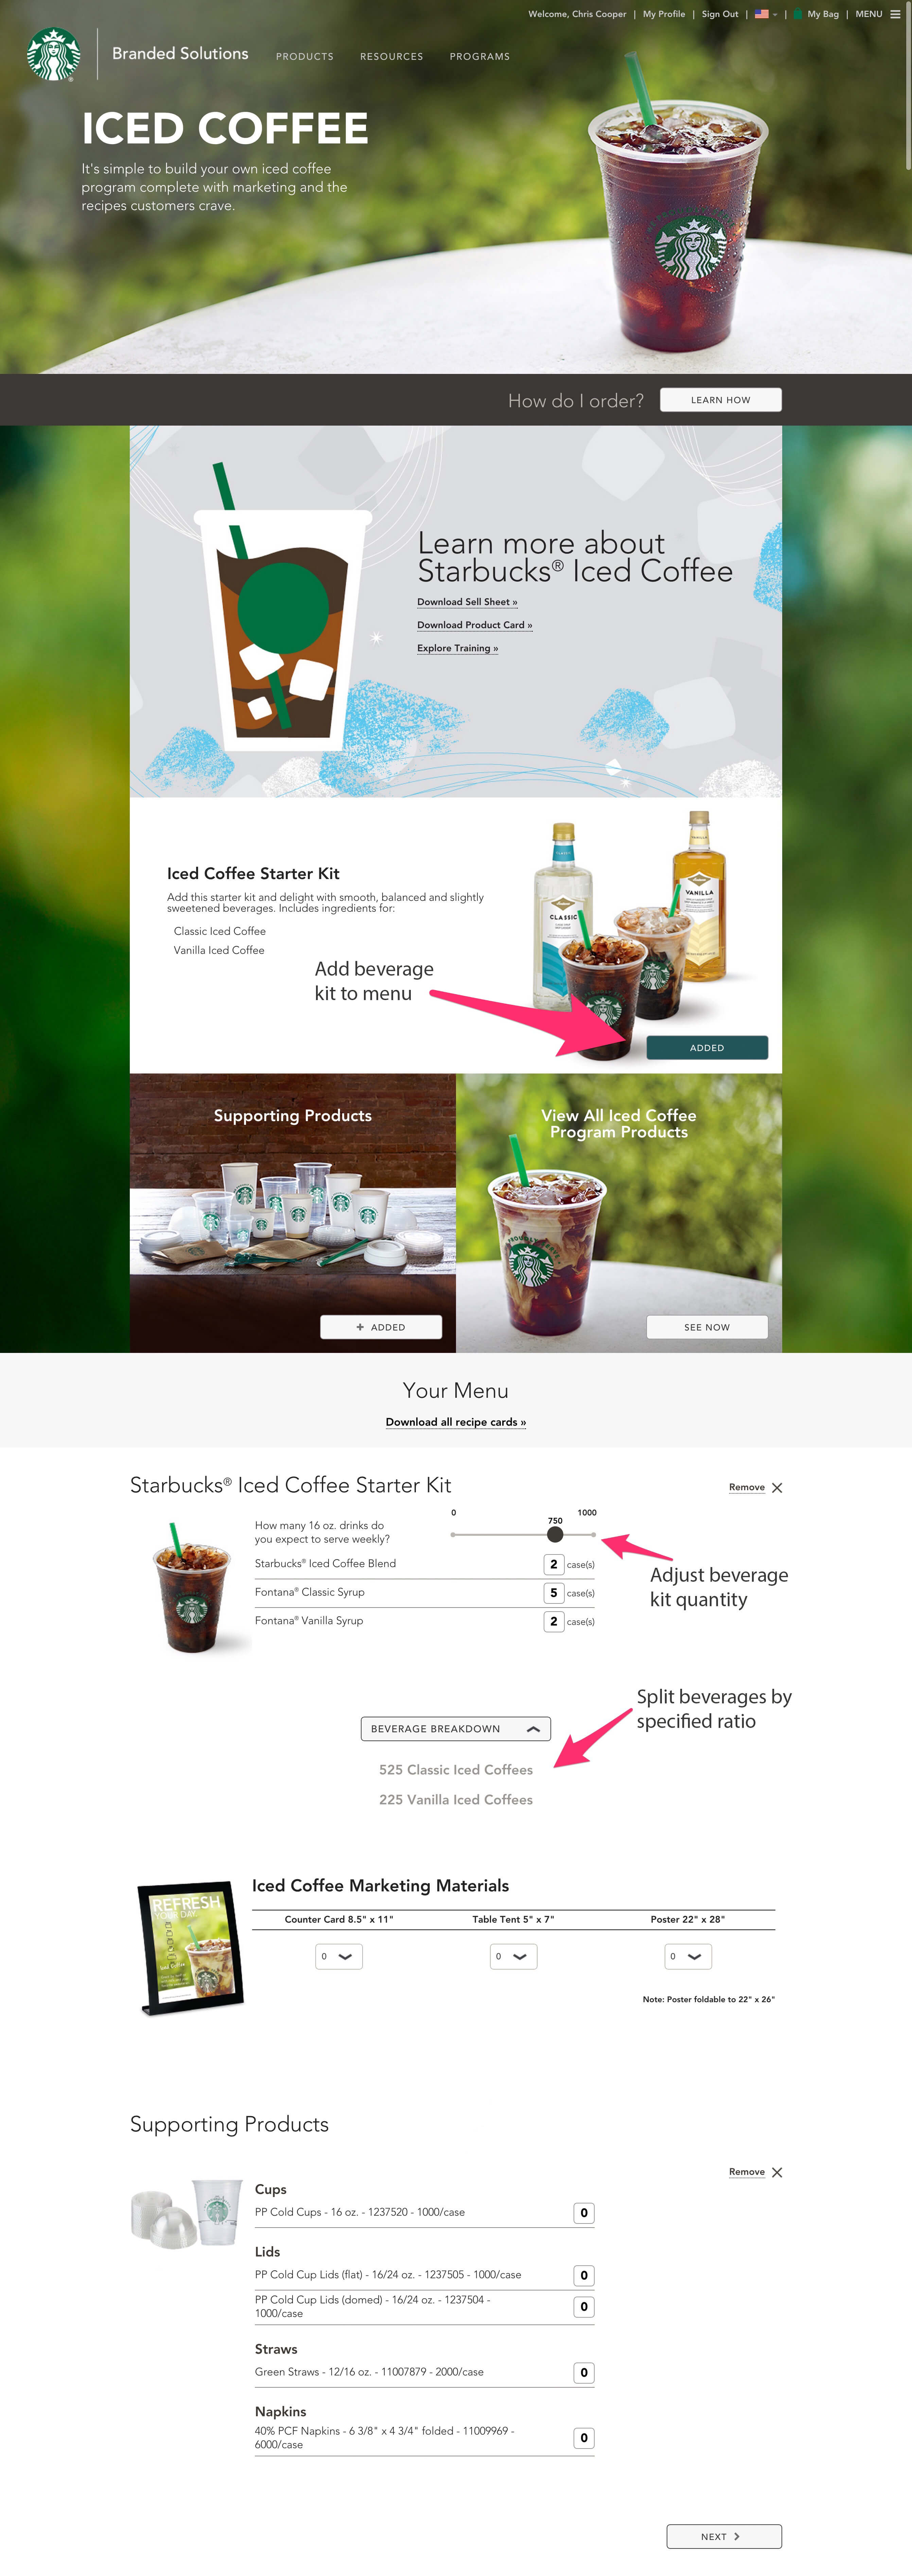 Welcome, Chris Cooper | My Profile | Sign Out | | My Bag | MENU
Branded Solutions
PRODUCTS RESOURCES PROGRAMS
ICED COFFEE
It's simple to build your own iced coffee
program complete with marketing and the
recipes customers crave.
How do I order?
LEARN HOW
Learn more about
Starbucks® Iced Coffee
Download Sell Sheet »
Download Product Card »
Explore Training »
Iced Coffee Starter Kit
Add this starter kit and delight with smooth, balanced and slightly
sweetened beverages. Includes ingredients for:
Classic Iced Coffee
Vanilla Iced Coffee
CLASSIC
VANILLA
Add beverage
kit to menu
ADDED
Supporting Products
+ ADDED
View All Iced Coffee
Program Products
SEE NOW
Your Menu
Download all recipe cards »
Starbucks® Iced Coffee Starter Kit
Remove
How many 16 oz. drinks do
you expect to serve weekly?
0 1000
750
Starbucks® Iced Coffee Blend 2 case(s)
Fontana® Classic Syrup 5 case(s)
Fontana® Vanilla Syrup 2 case(s)
Adjust beverage
kit quantity
Split beverages by
specified ratio
BEVERAGE BREAKDOWN
525 Classic Iced Coffees
225 Vanilla Iced Coffees
REFRESH
YOUR DAY
Iced Coffee
Iced Coffee Marketing Materials
Counter Card 8.5" x 11" Table Tent 5" x 7" Poster 22" x 28"
0 0 0
Note: Poster foldable to 22" x 26"
Supporting Products
Remove
Cups
PP Cold Cups - 16 oz. - 1237520 - 1000/case 0
Lids
PP Cold Cup Lids (flat) - 16/24 oz. - 1237505 - 1000/case 0
PP Cold Cup Lids (domed) - 16/24 oz. - 1237504 -
1000/case 0
Straws
Green Straws - 12/16 oz. - 11007879 - 2000/case 0
Napkins
40% PCF Napkins - 6 3/8" x 4 3/4" folded - 11009969 -
6000/case 0
NEXT